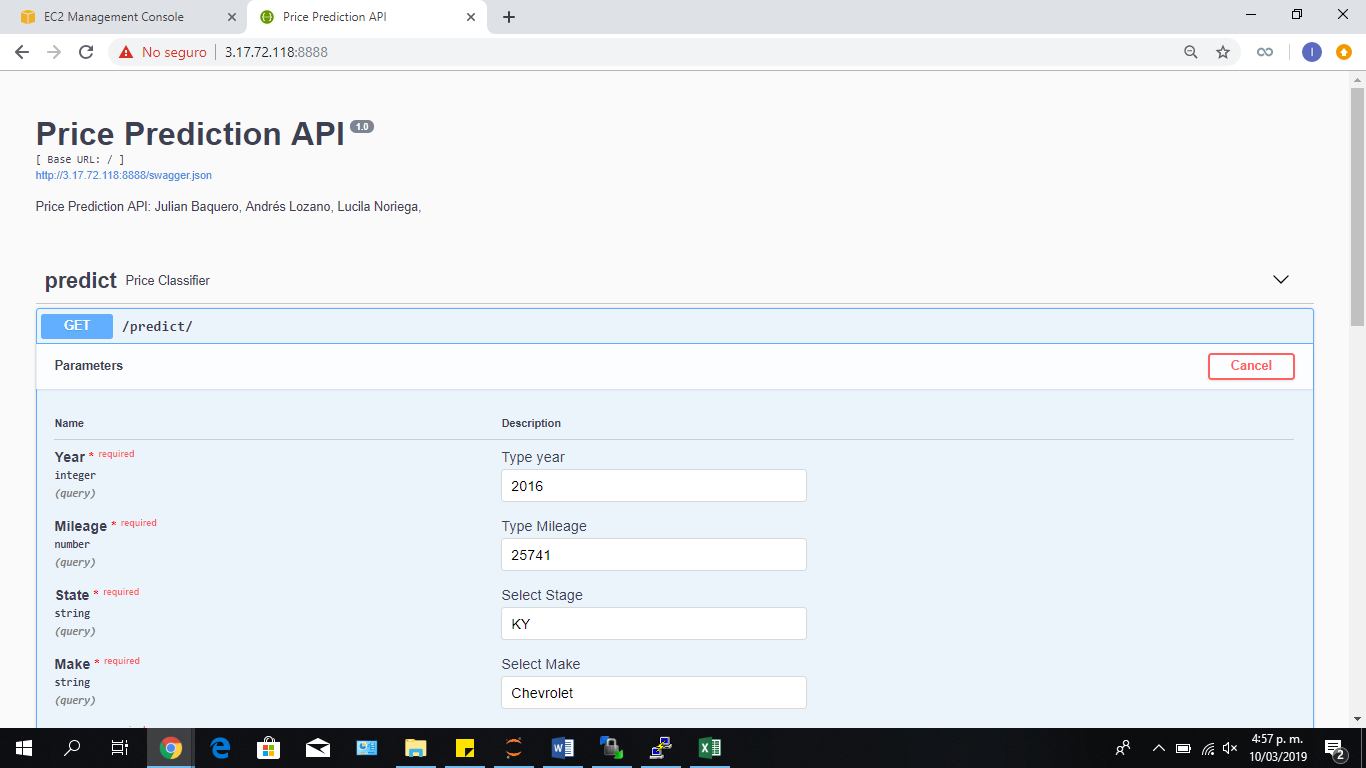 EC2 Management Console
Price Prediction API
No seguro
3.17.72.118:8888
I
Price Prediction API 1.0
[ Base URL: / ]
http://3.17.72.118:8888/swagger.json
Price Prediction API: Julian Baquero, Andrés Lozano, Lucila Noriega,
predict Price Classifier
GET /predict/
Parameters
Cancel
Name
Description
Year * required
integer
(query)
Type year
2016
Mileage * required
number
(query)
Type Mileage
25741
State * required
string
(query)
Select Stage
KY
Make * required
string
(query)
Select Make
Chevrolet
4:57 p. m.
10/03/2019
2